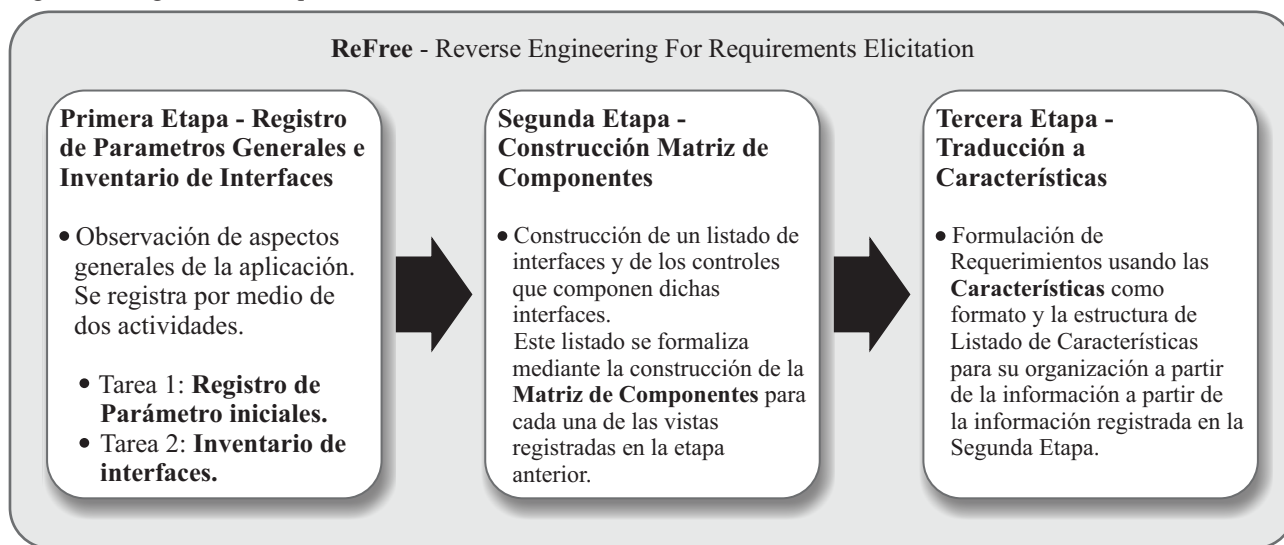 ReFree - Reverse Engineering For Requirements Elicitation
Primera Etapa - Registro
de Parametros Generales e
Inventario de Interfaces
• Observación de aspectos
generales de la aplicación.
Se registra por medio de
dos actividades.
• Tarea 1: Registro de
Parámetro iniciales.
• Tarea 2: Inventario de
interfaces.
Segunda Etapa -
Construcción Matriz de
Componentes
• Construcción de un listado de
interfaces y de los controles
que componen dichas
interfaces.
Este listado se formaliza
mediante la construcción de la
Matriz de Componentes para
cada una de las vistas
registradas en la etapa
anterior.
Tercera Etapa -
Traducción a
Características
• Formulación de
Requerimientos usando las
Características como
formato y la estructura de
Listado de Características
para su organización a partir
de la información a partir de
la información registrada en la
Segunda Etapa.